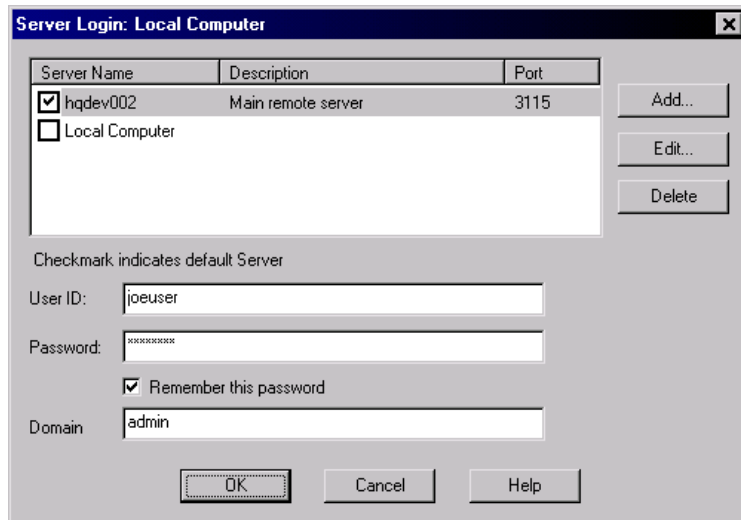 Server Login: Local Computer
Server Name Description Port
hqdev002 Main remote server 3115
Local Computer
Add...
Edit...
Delete
Checkmark indicates default Server
User ID: joeuser
Password: ********
Remember this password
Domain admin
OK Cancel Help